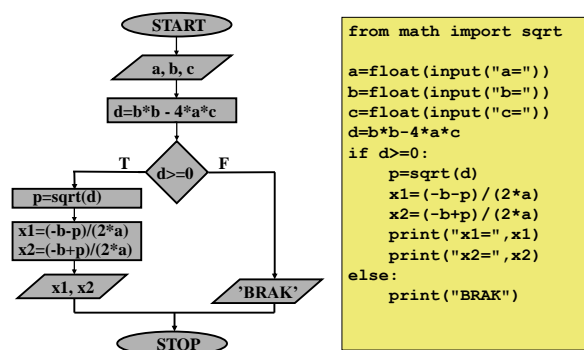 START
a, b, c
d=b*b - 4*a*c
T
F
d>=0
p=sqrt(d)
x1=(-b-p)/(2*a)
x2=(-b+p)/(2*a)
x1, x2
'BRAK'
STOP
from math import sqrt
a=float(input("a="))
b=float(input("b="))
c=float(input("c="))
d=b*b-4*a*c
if d>=0:
    p=sqrt(d)
    x1=(-b-p)/(2*a)
    x2=(-b+p)/(2*a)
    print("x1=",x1)
    print("x2=",x2)
else:
    print("BRAK")